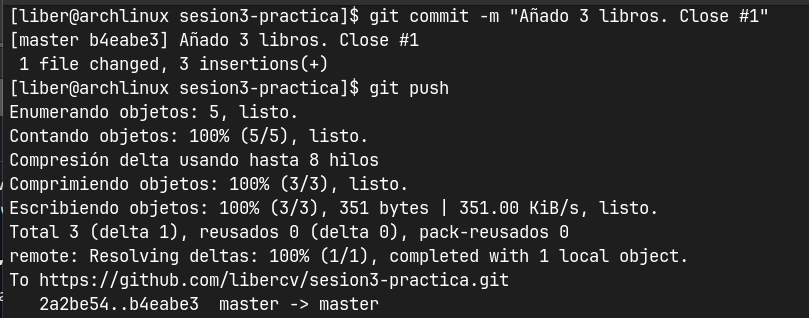 [liber@archlinux sesion3-practica]$ git commit -m "Añado 3 libros. Close #1"
[master b4eabe3] Añado 3 libros. Close #1
 1 file changed, 3 insertions(+)
[liber@archlinux sesion3-practica]$ git push
Enumerando objetos: 5, listo.
Contando objetos: 100% (5/5), listo.
Compresión delta usando hasta 8 hilos
Comprimiendo objetos: 100% (3/3), listo.
Escribiendo objetos: 100% (3/3), 351 bytes | 351.00 KiB/s, listo.
Total 3 (delta 1), reusados 0 (delta 0), pack-reusados 0
remote: Resolving deltas: 100% (1/1), completed with 1 local object.
To https://github.com/libercv/sesion3-practica.git
   2a2be54..b4eabe3  master -> master